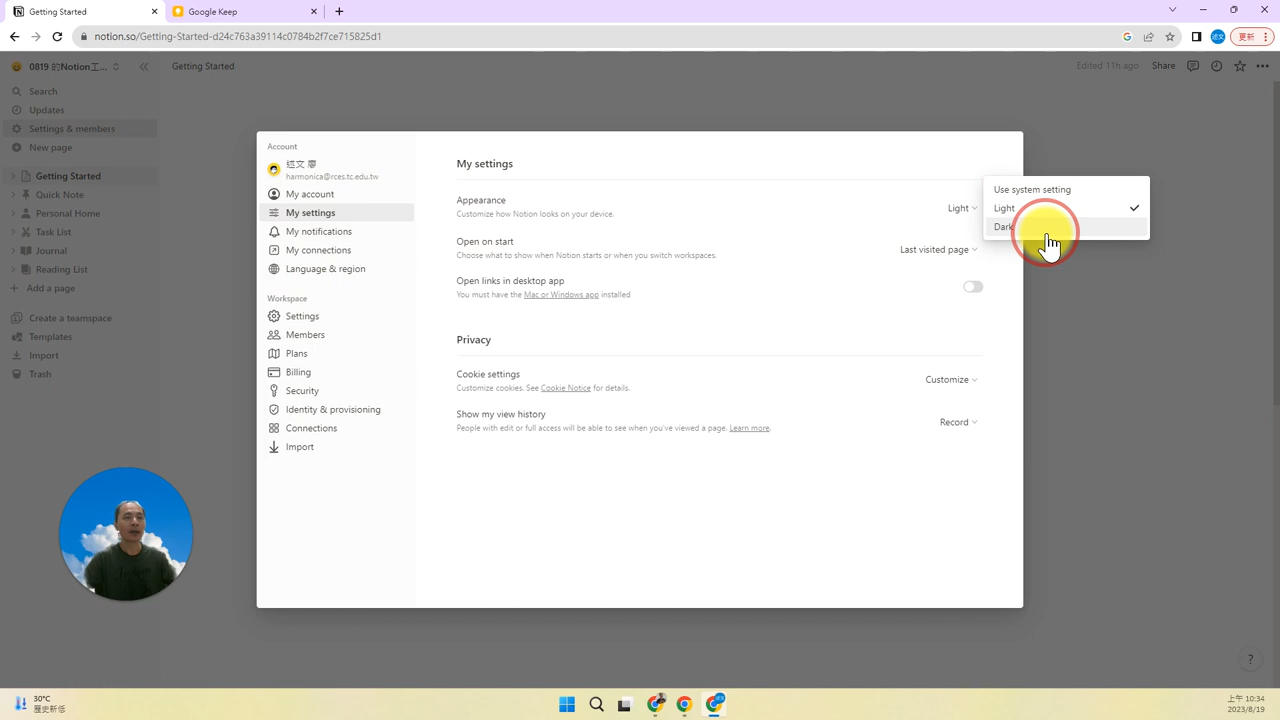 Getting Started
Google Keep
notion.so/Getting-Started-d24c763a39114c0784b2f7ce715825d1
更新
0819 的Notion工...
Getting Started
Edited 11h ago
Share
Search
Updates
Settings & members
New page
Getting Started
Quick Note
Personal Home
Task List
Journal
Reading List
Add a page
Create a teamspace
Templates
Import
Trash
Account
述文 廖
harmonica@rces.tc.edu.tw
My account
My settings
My notifications
My connections
Language & region
Workspace
Settings
Members
Plans
Billing
Security
Identity & provisioning
Connections
Import
My settings
Appearance
Customize how Notion looks on your device.
Light
Use system setting
Light
Dark
Open on start
Choose what to show when Notion starts or when you switch workspaces.
Last visited page
Open links in desktop app
You must have the Mac or Windows app installed
Privacy
Cookie settings
Customize cookies. See Cookie Notice for details.
Customize
Show my view history
People with edit or full access will be able to see when you've viewed a page. Learn more.
Record
?
30°C
歷史新低
上午 10:34
2023/8/19